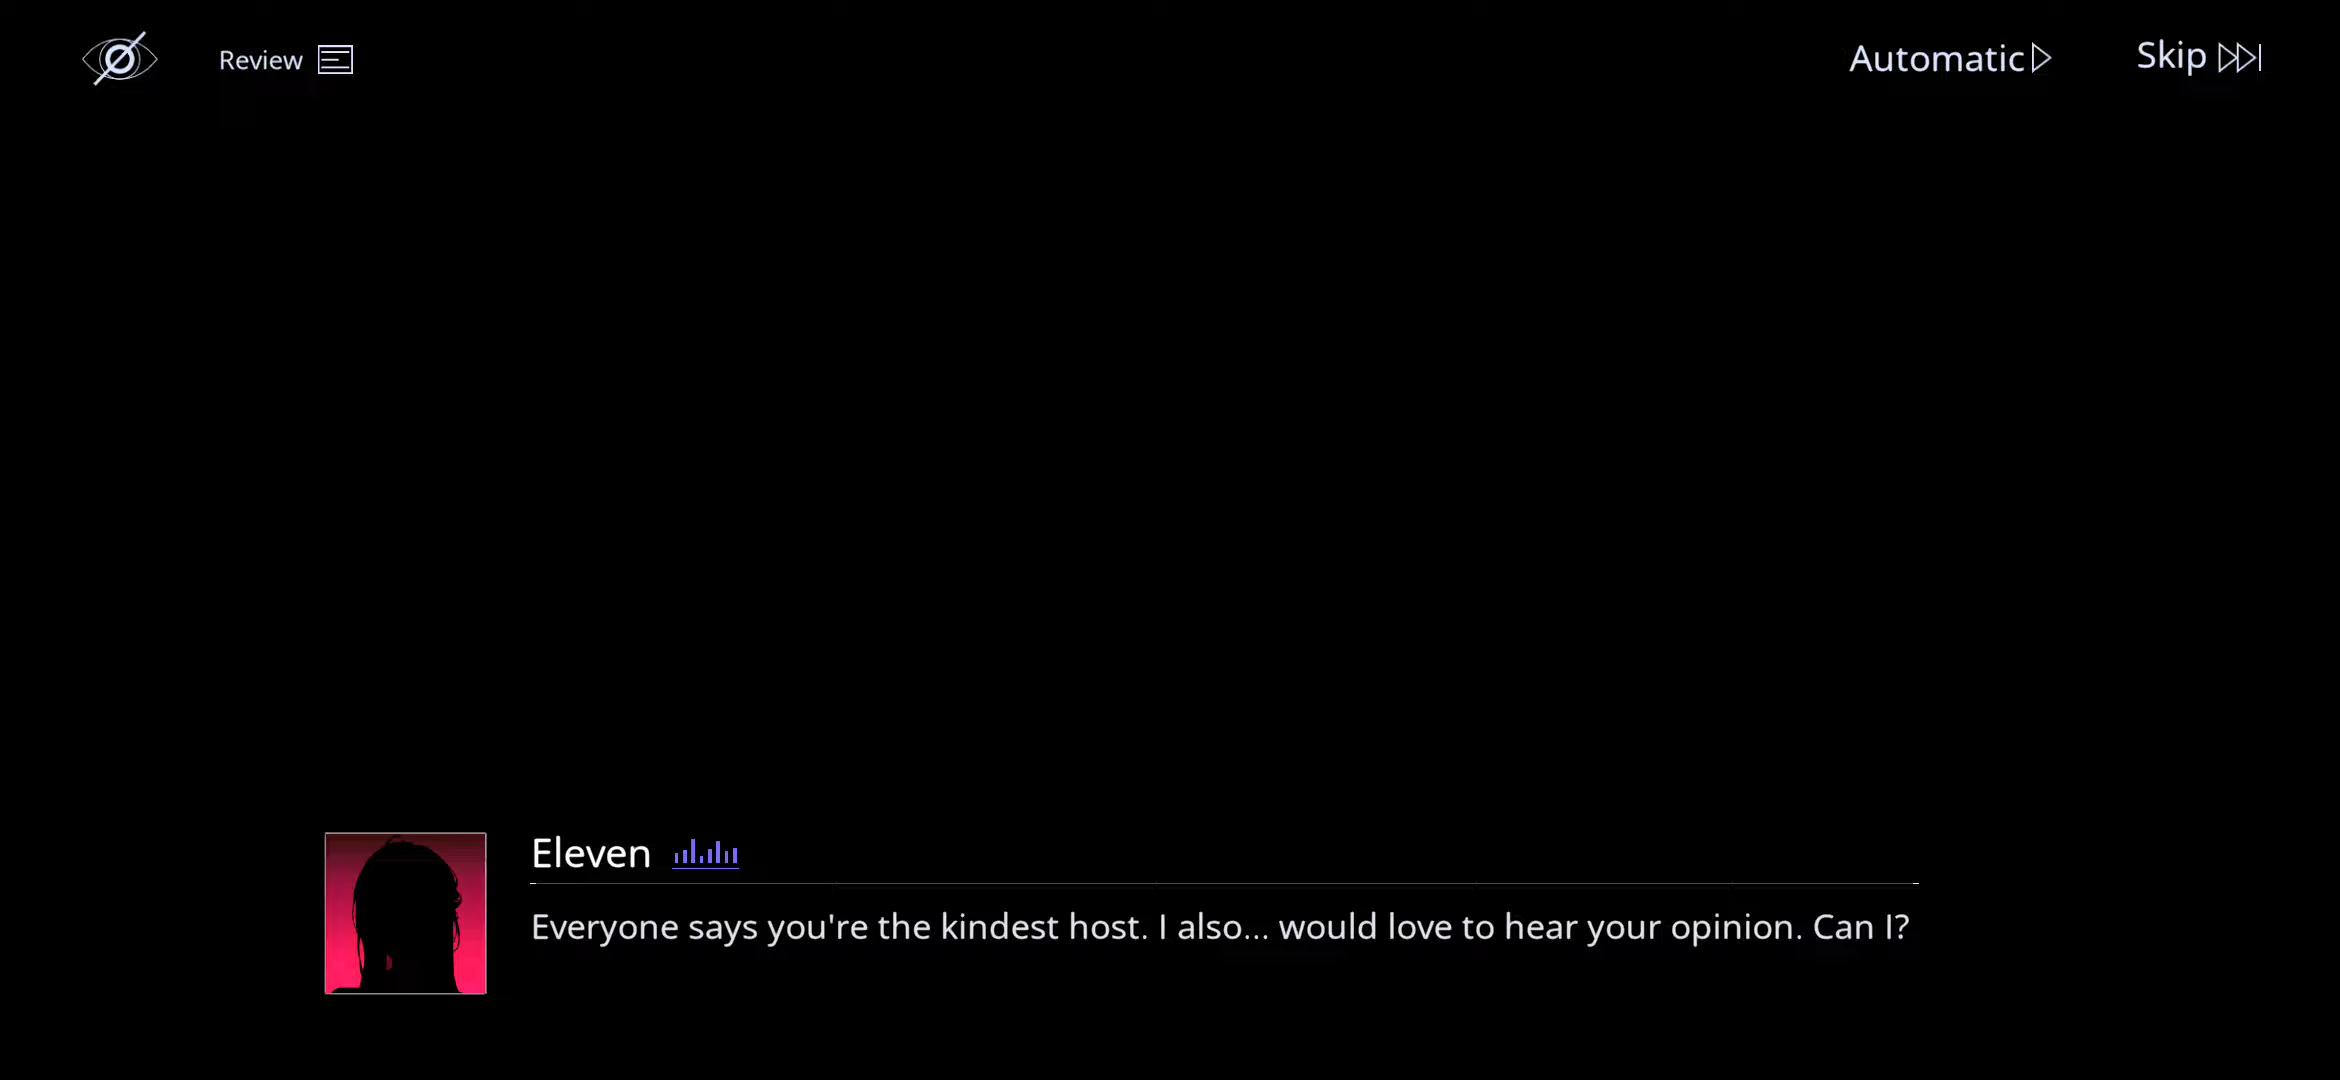 Review
Automatic
Skip
Eleven
Everyone says you're the kindest host. I also... would love to hear your opinion. Can I?